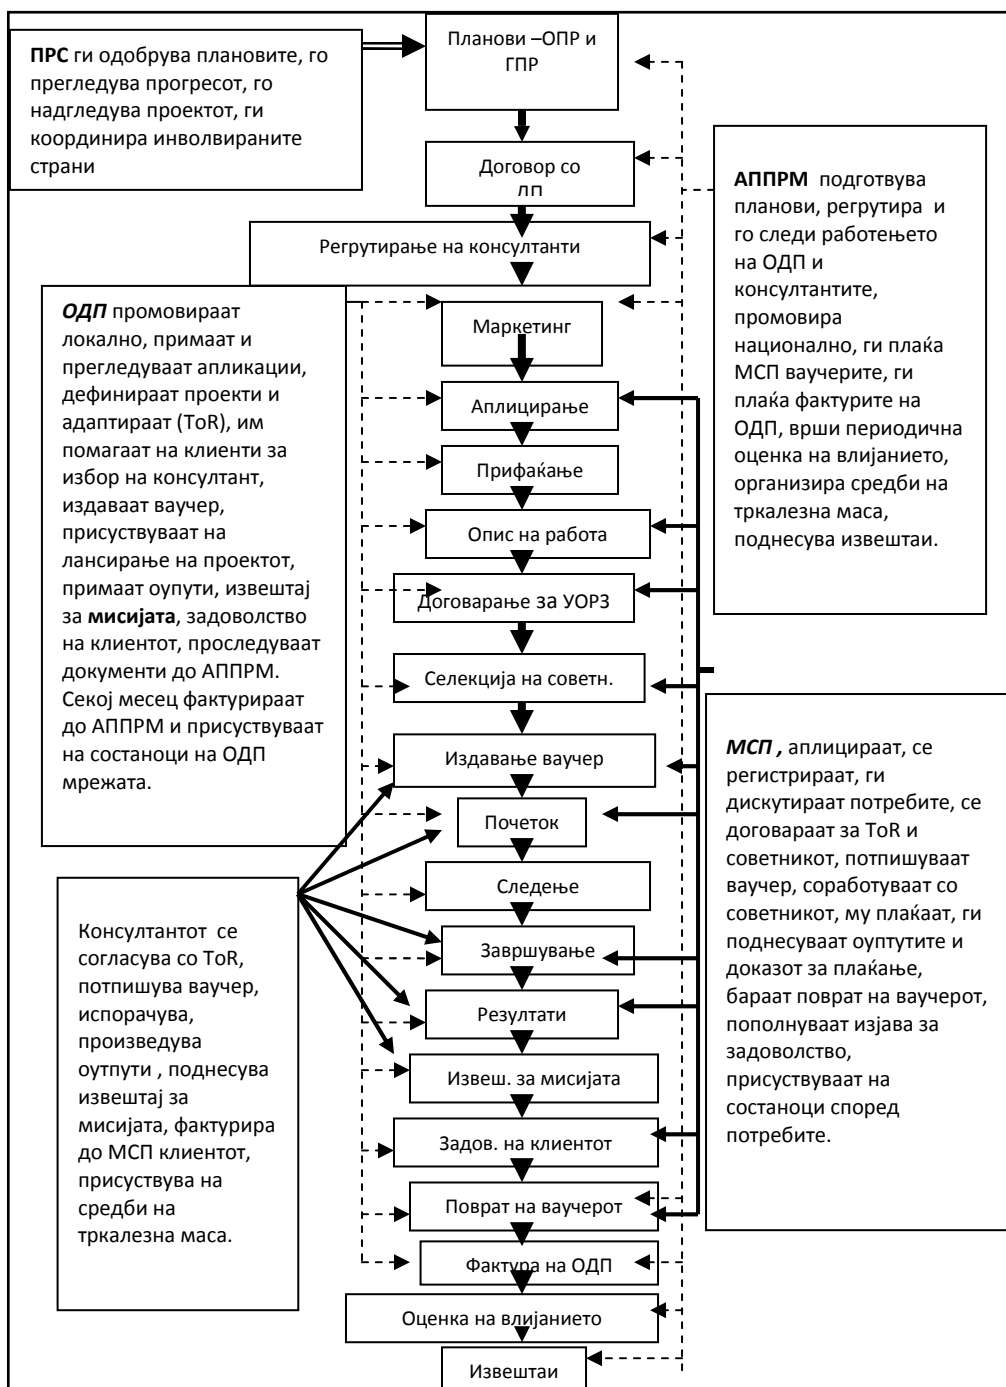 Планови –ОПР и
ГПР
ПРС ги одобрува плановите, го
прегледува прогресот, го
надгледува проектот, ги
координира инволвираните
страни
Договор со
АППРМ подготвува
планови, регрутира и
го следи работењето
на ОДП и
консултантите,
промовира
национално, ги плаќа
МСП ваучерите, ги
плаќа фактурите на
ОДП, врши периодична
оценка на влијанието,
организира средби на
тркалезна маса,
поднесува извештаи.
Регрутирање на консултанти
ОДП промовираат
локално, примаат и
прегледуваат апликации,
дефинираат проекти и
адаптираат (ToR), им
помагаат на клиенти за
избор на консултант,
издаваат ваучер,
присуствуваат на
лансирање на проектот,
примаат оупути, извештај
за мисијата, задоволство
на клиентот, проследуваат
документи до АППРМ.
Секој месец фактурираат
до АППРМ и присуствуваат
на состаноци на ОДП
мрежата.
Маркетинг
Аплицирање
Прифаќање
Опис на работа
Договарање за УОРЗ
Селекција на советн.
Издавање ваучер
МСП , аплицираат, се
регистрираат, ги
дискутираат потребите, се
договараат за ToR и
советникот, потпишуваат
ваучер, соработуваат со
советникот, му плаќаат, ги
поднесуваат оуптутите и
доказот за плаќање,
бараат поврат на ваучерот,
пополнуваат изјава за
задоволство,
присуствуваат на
состаноци според
потребите.
Почеток
Следење
Консултантот се
согласува со ToR,
потпишува ваучер,
испорачува,
произведува
оутпути , поднесува
извештај за
мисијата, фактурира
до МСП клиентот,
присуствува на
средби на
тркалезна маса.
Завршување
Резултати
Извеш. за мисијата
Задов. на клиентот
Поврат на ваучерот
Фактура на ОДП
Оценка на влијанието
Извештаи